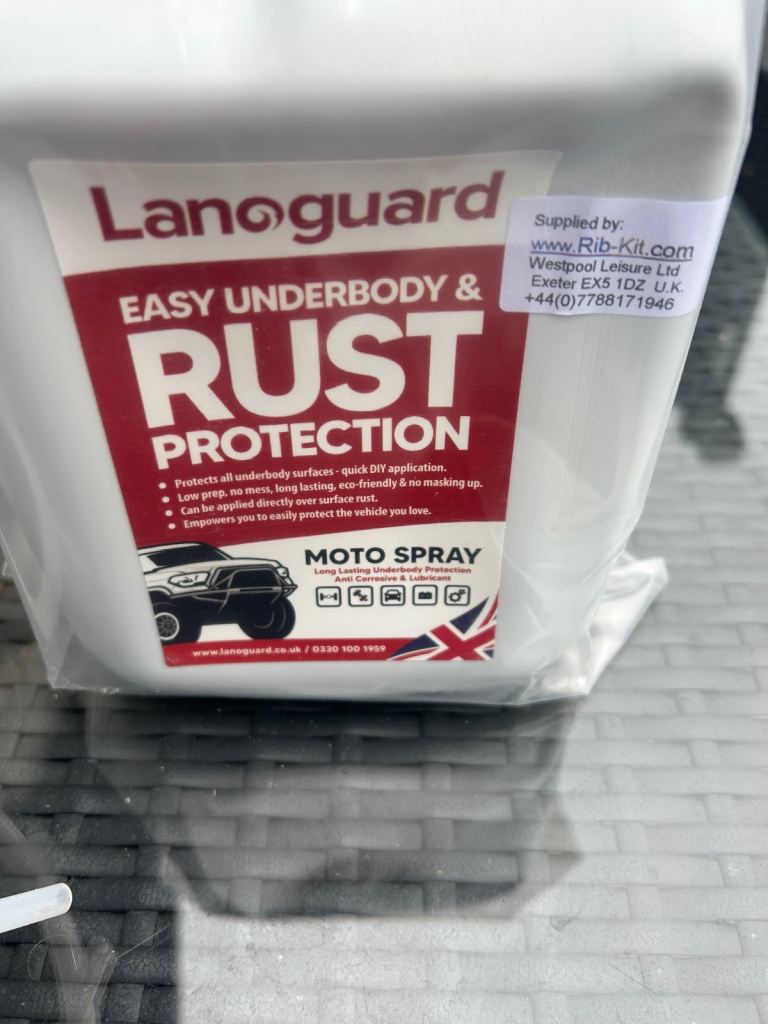 Lanoguard
Supplied by:
www.Rib-Kit.com
Westpool Leisure Ltd
Exeter EX5 1DZ U.K.
+44(0)7788171946
EASY UNDERBODY &
RUST
PROTECTION
• Protects all underbody surfaces - quick DIY application.
• Low prep, no mess, long lasting, eco-friendly & no masking up.
• Can be applied directly over surface rust.
• Empowers you to easily protect the vehicle you love.
MOTO SPRAY
Long Lasting Underbody Protection
Anti Corrosive & Lubricant
www.lanoguard.co.uk / 0330 100 1959